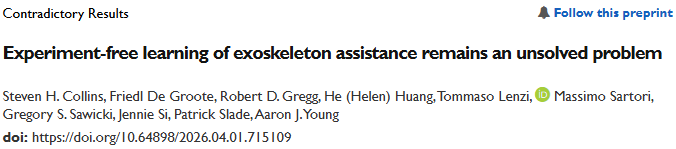 Contradictory Results
Follow this preprint
Experiment-free learning of exoskeleton assistance remains an unsolved problem
Steven H. Collins, Friedl De Groote, Robert D. Gregg, He (Helen) Huang, Tommaso Lenzi, iD Massimo Sartori,
Gregory S. Sawicki, Jennie Si, Patrick Slade, Aaron J. Young
doi: https://doi.org/10.64898/2026.04.01.715109